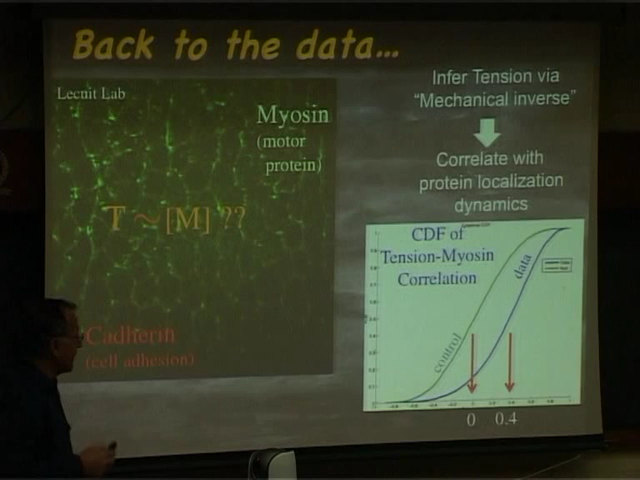 Back to the data...
Lecuit Lab
Myosin
(motor
protein)
T ~ [M] ??
Cadherin
(cell adhesion)
Infer Tension via
"Mechanical inverse"
Correlate with
protein localization
dynamics
CDF of
Tension-Myosin
Correlation
data
control
0 0.4